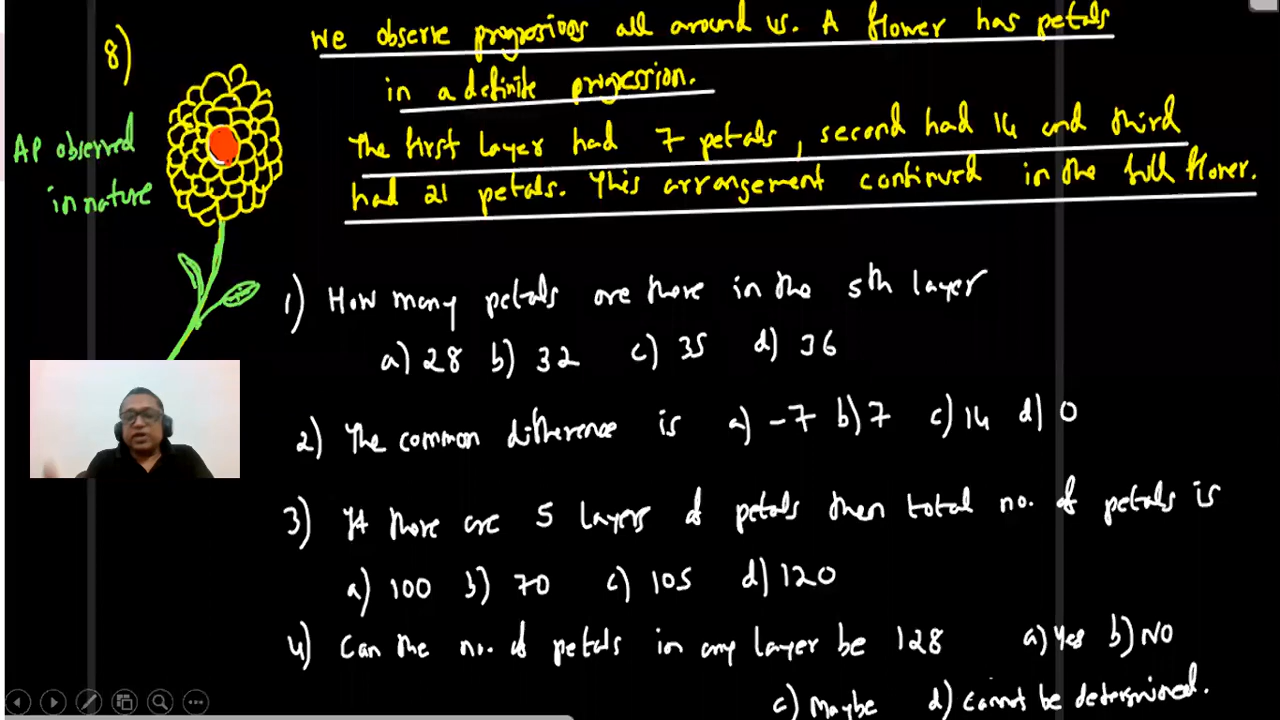 8)
We observe progressions all around us. A flower has petals
in a definite progression.
The first layer had 7 petals, second had 14 and third
had 21 petals. This arrangement continued in the full flower.
AP observed
in nature
1) How many petals are there in the 5th layer
a) 28 b) 32 c) 35 d) 36
2) The common difference is a) -7 b) 7 c) 14 d) 0
3) If there are 5 layers of petals then total no. of petals is
a) 100 b) 70 c) 105 d) 120
4) Can the no. of petals in any layer be 128 a) Yes b) NO
c) Maybe d) cannot be determined.